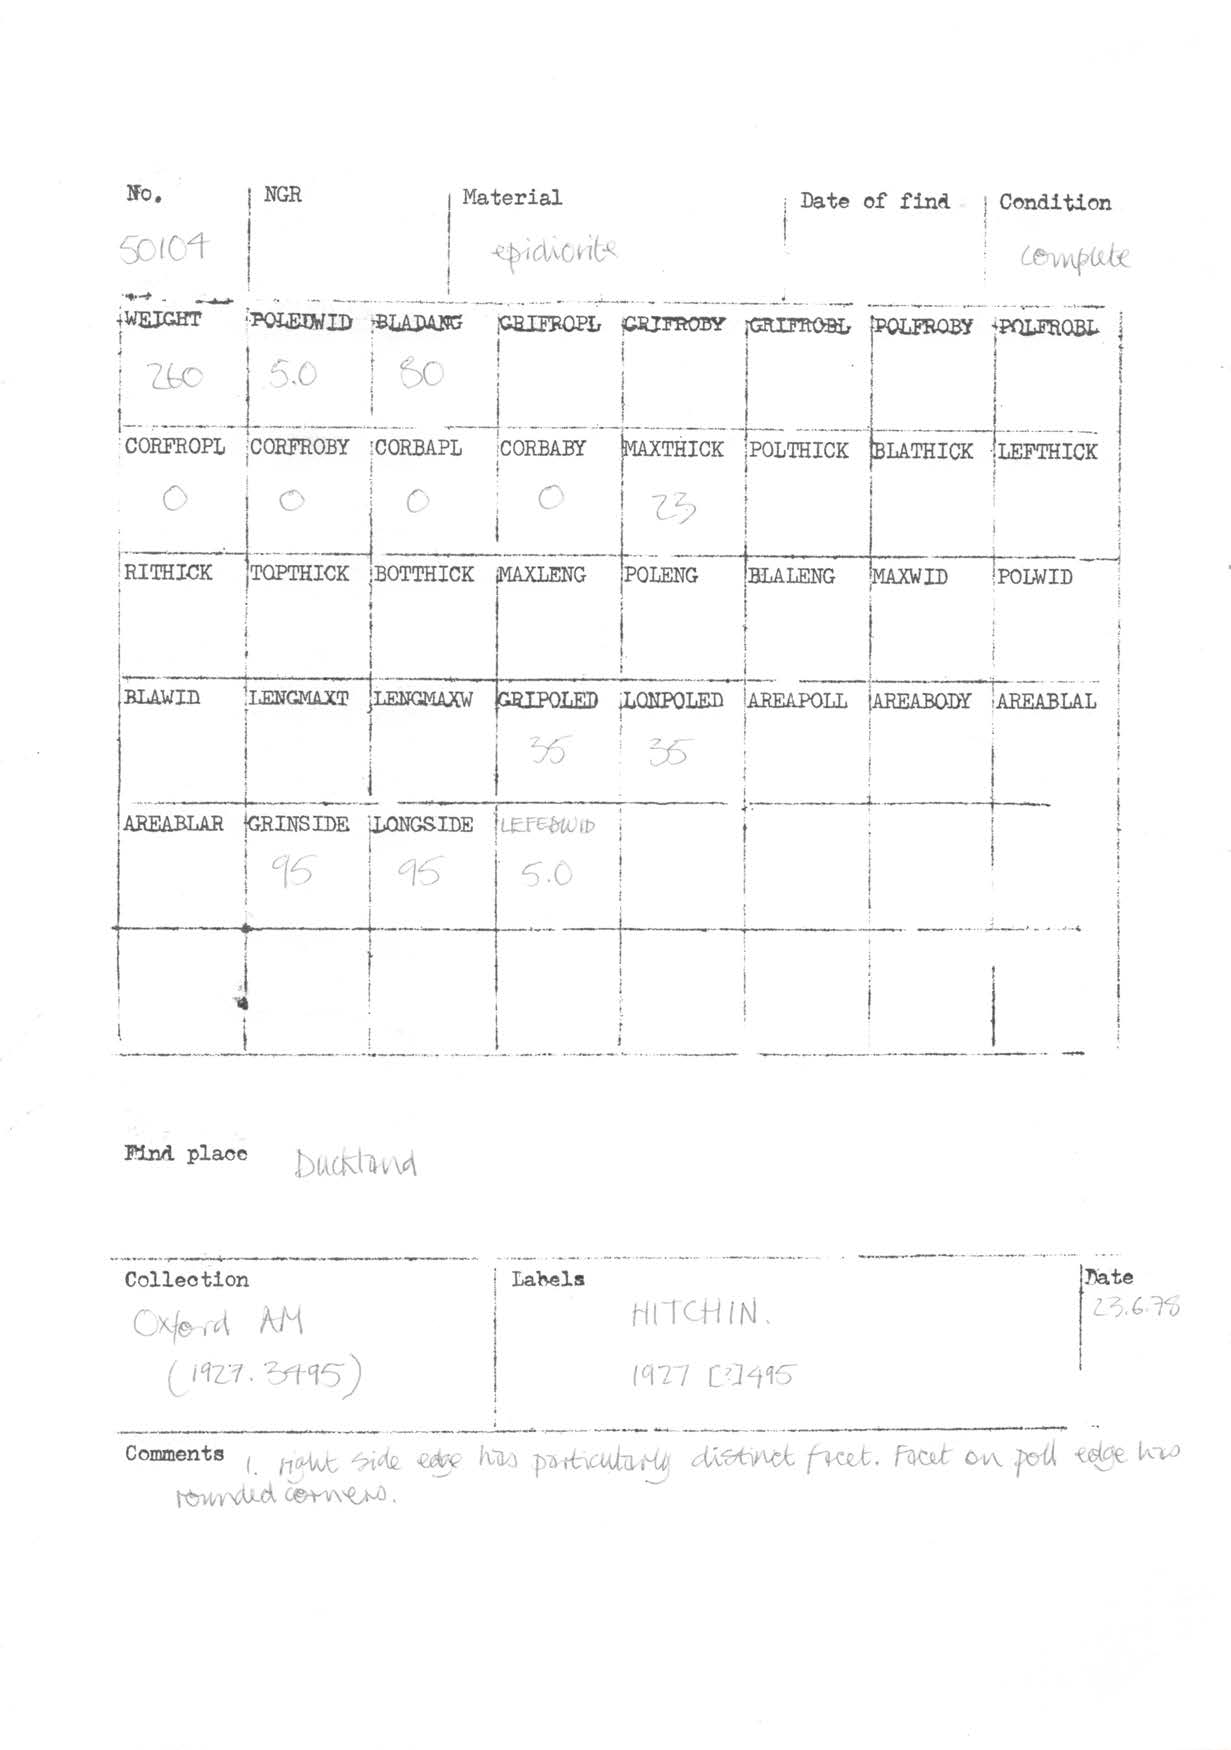 No. NGR Material Date of find Condition
50104 epidiorite complete
WEIGHT POLEDWID BLADANG GRIFROPL GRIFROBY GRIFROBL POLFROBY POLFROBL
260 5.0 80
CORFROPL CORFROBY CORBAPL CORBABY MAXTHICK POLTHICK BLATHICK LEFTHICK
0 0 0 0 23
RITHICK TOPTHICK BOTTHICK MAXLENG POLENG BLALENG MAXWID POLWID
BLAWID LENGMAXT LENGMAXW GRIPOLED LONPOLED AREAPOLL AREABODY AREABLAL
35 35
AREABLAR GRINSIDE LONGSIDE LEFEDWID
95 95 5.0
Find place Duckland
Collection Labels Date
Oxford AM HITCHIN. 23.6.78
(1927.3495) 1927 [?]495
Comments 1. right side edge has particularly distinct facet. Facet on poll edge has
rounded corners.